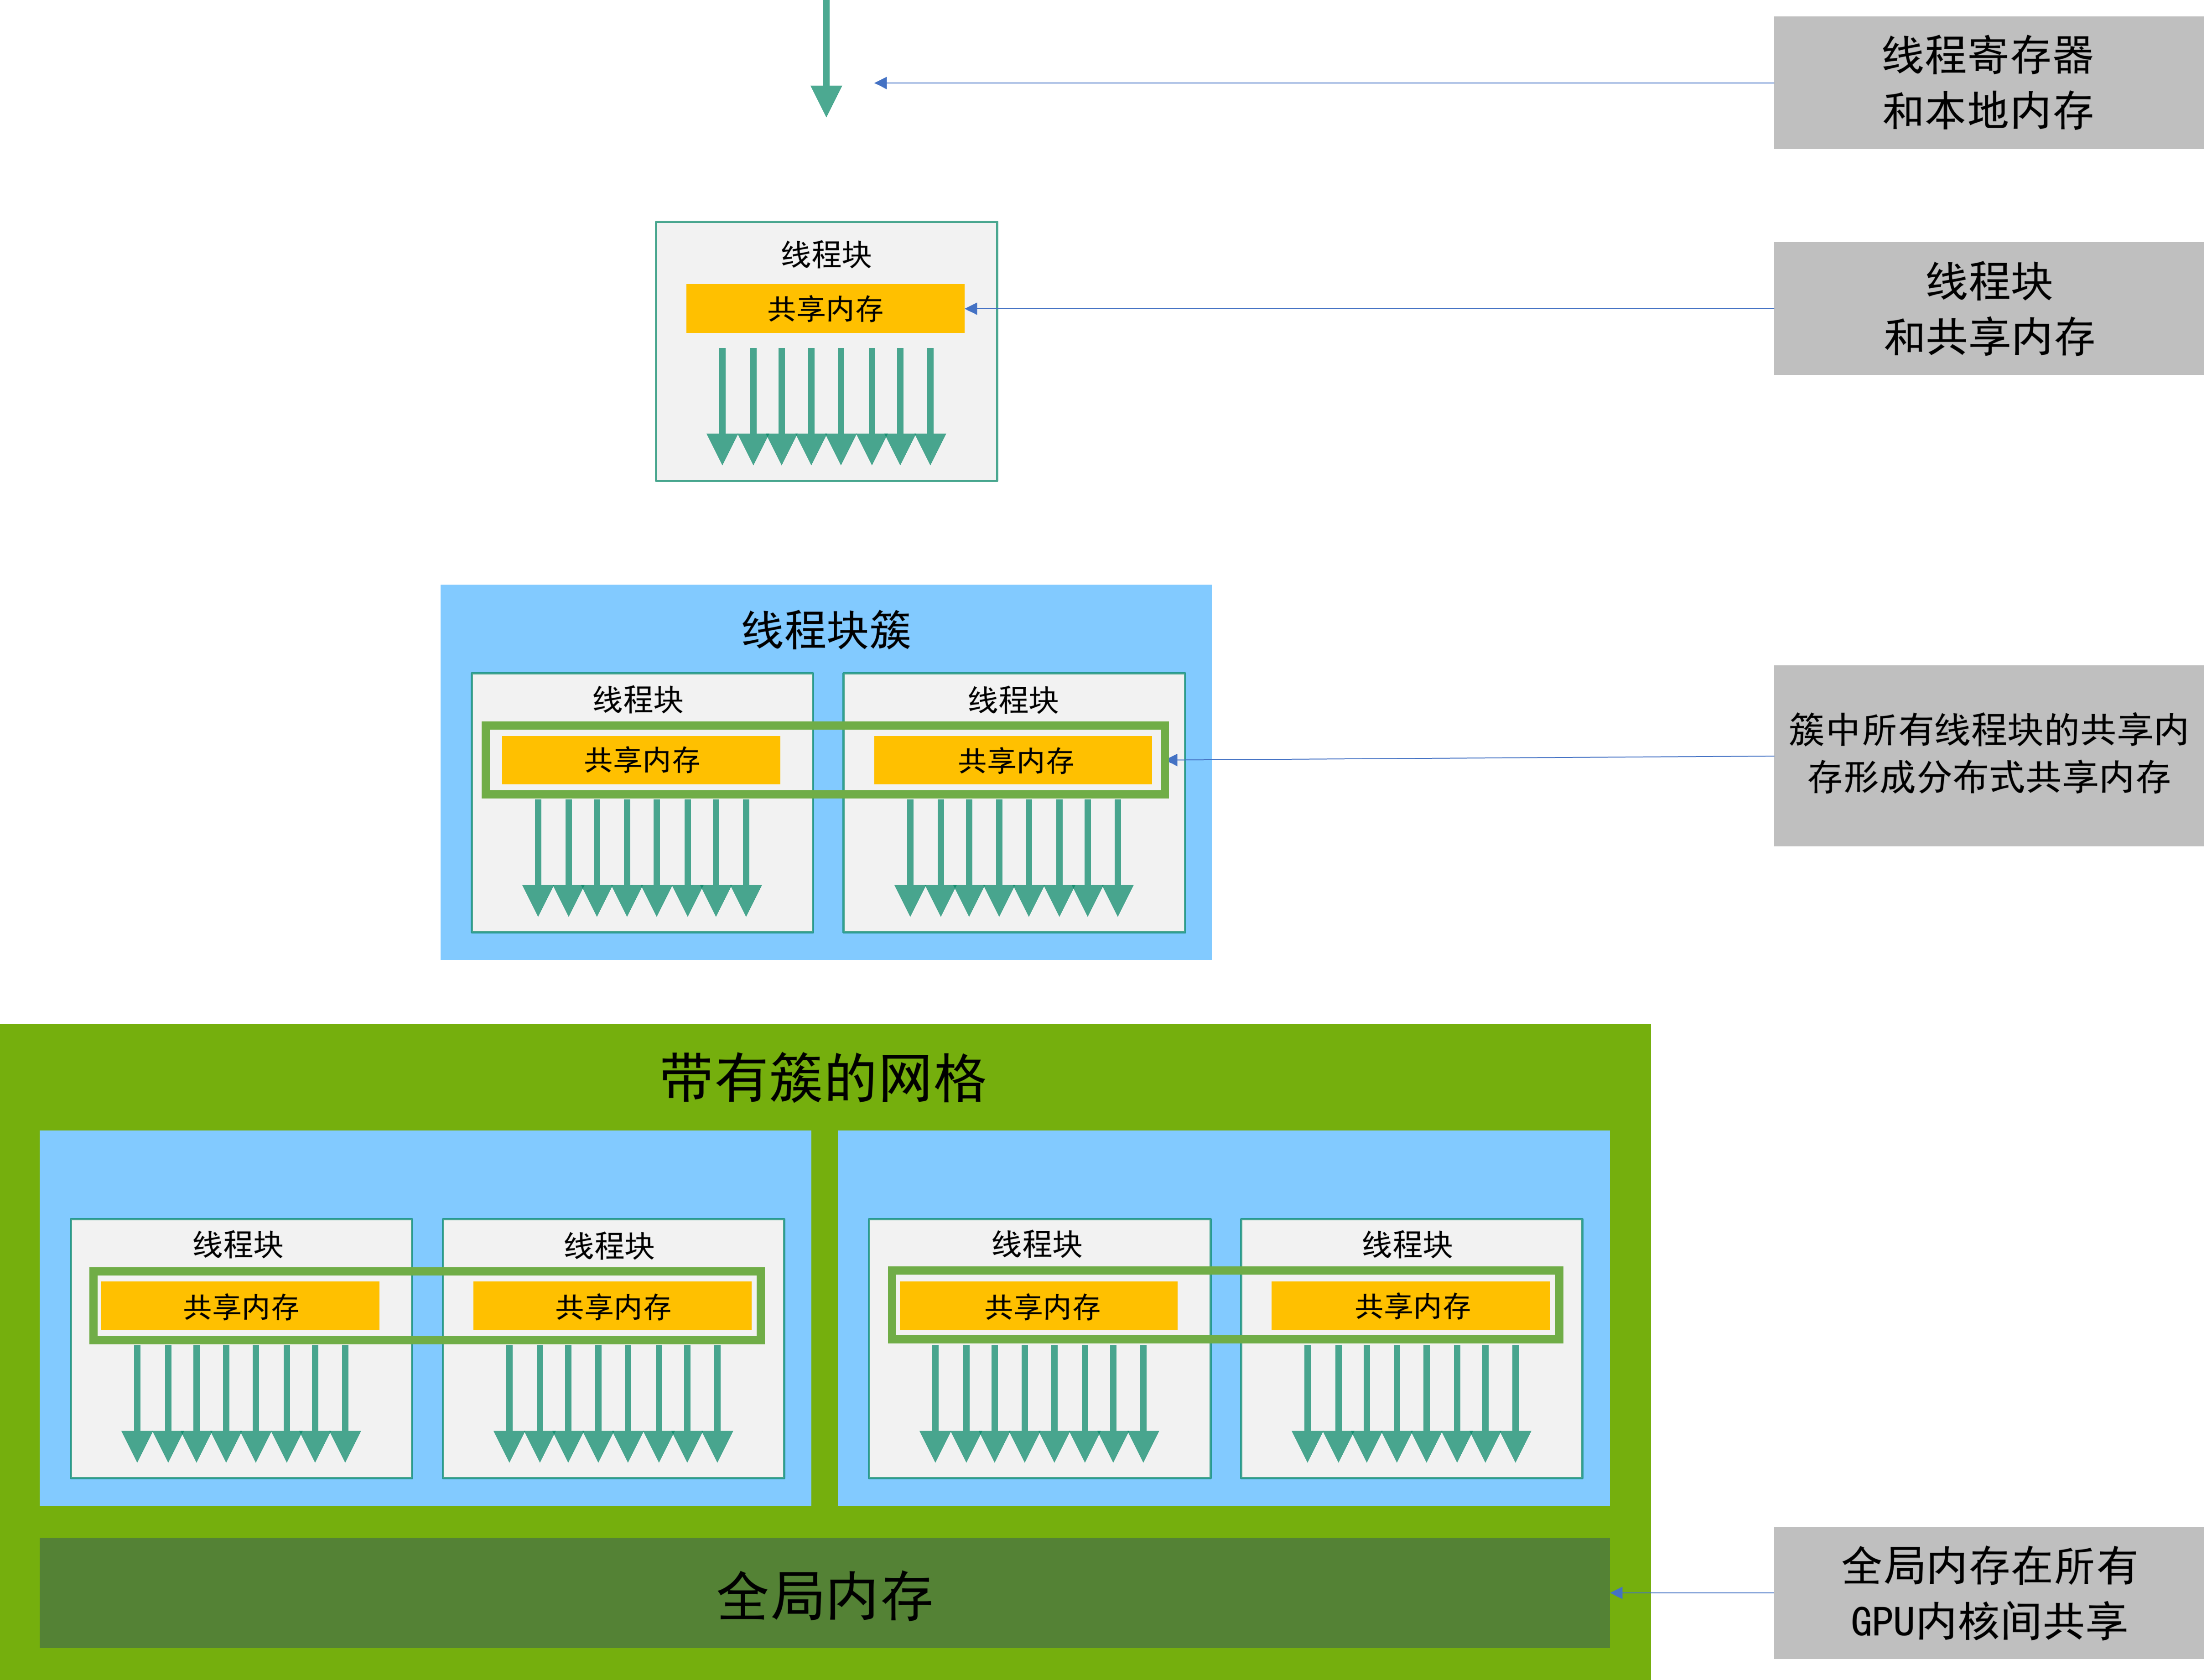 线程寄存器
和本地内存
线程块
共享内存
线程块
和共享内存
线程块簇
线程块
线程块
共享内存
共享内存
簇中所有线程块的共享内
存形成分布式共享内存
带有簇的网格
线程块
线程块
线程块
线程块
共享内存
共享内存
共享内存
共享内存
全局内存
全局内存在所有
GPU内核间共享